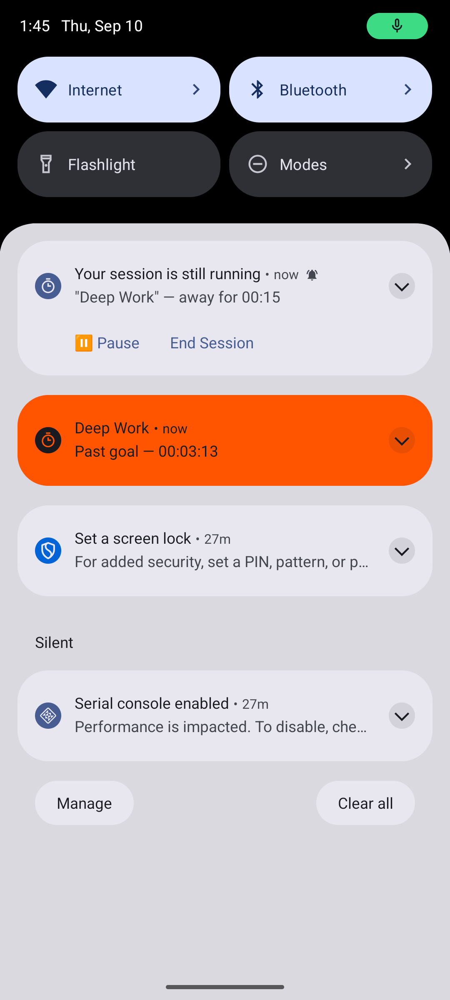 1:45 Thu, Sep 10
Internet
Bluetooth
Flashlight
Modes
Your session is still running • now
"Deep Work" — away for 00:15
⏸️ Pause End Session
Deep Work • now
Past goal — 00:03:13
Set a screen lock • 27m
For added security, set a PIN, pattern, or p...
Silent
Serial console enabled • 27m
Performance is impacted. To disable, che...
Manage
Clear all